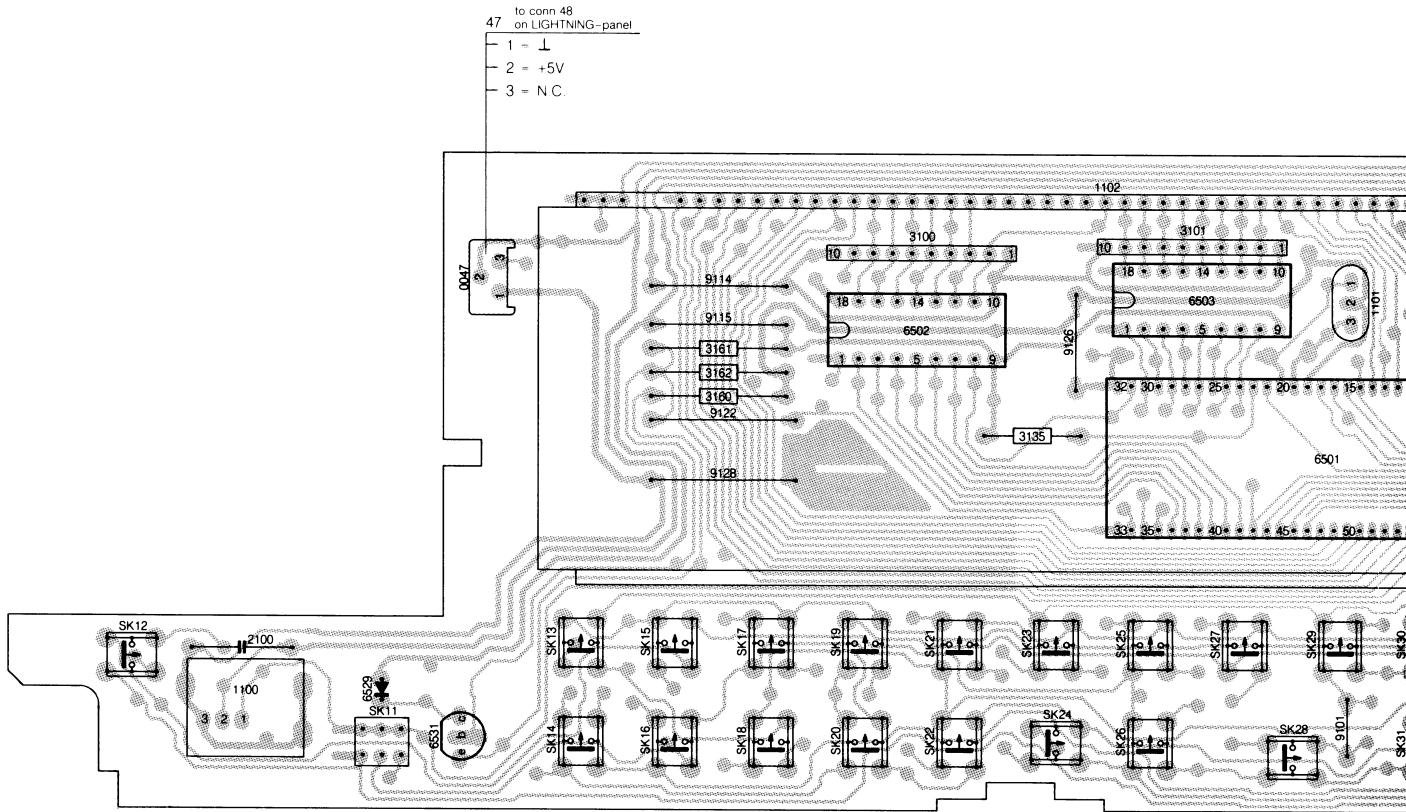 to conn 48
47 on LIGHTNING-panel
1 = ⊥
2 = +5V
3 = N.C.
1102
3100
10 1
3101
10 1
0047
3
2
1
9114
18 14 10
6502
1 5 9
18 14 10
6503
1 5 9
1
2
3
1101
9115
3161
3162
3160
9122
9126
32 30 25 20 15
3135
6501
9128
33 35 40 45 50
SK12
2100
1100
3 2 1
6529
SK11
6531
c
b
e
SK13
SK15
SK17
SK19
SK21
SK23
SK25
SK27
SK29
SK30
SK14
SK16
SK18
SK20
SK22
SK24
SK26
SK28
9101
SK31